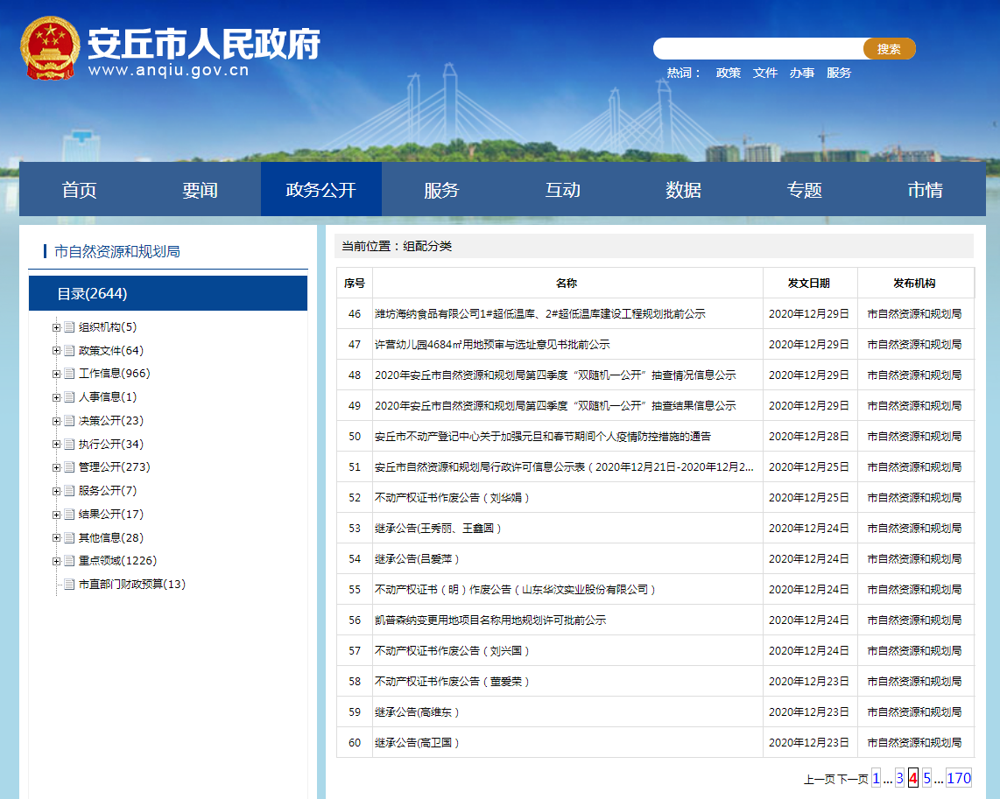 安丘市人民政府
www.anqiu.gov.cn
搜索
热词： 政策 文件 办事 服务
首页 要闻 政务公开 服务 互动 数据 专题 市情
市自然资源和规划局
目录(2644)
组织机构(5)
政策文件(64)
工作信息(966)
人事信息(1)
决策公开(23)
执行公开(34)
管理公开(273)
服务公开(7)
结果公开(17)
其他信息(28)
重点领域(1226)
市直部门财政预算(13)
当前位置：组配分类
序号 名称 发文日期 发布机构
46 潍坊海纳食品有限公司1#超低温库、2#超低温库建设工程规划批前公示 2020年12月29日 市自然资源和规划局
47 许营幼儿园4684㎡用地预审与选址意见书批前公示 2020年12月29日 市自然资源和规划局
48 2020年安丘市自然资源和规划局第四季度“双随机一公开”抽查情况信息公示 2020年12月29日 市自然资源和规划局
49 2020年安丘市自然资源和规划局第四季度“双随机一公开”抽查结果信息公示 2020年12月29日 市自然资源和规划局
50 安丘市不动产登记中心关于加强元旦和春节期间个人疫情防控措施的通告 2020年12月28日 市自然资源和规划局
51 安丘市自然资源和规划局行政许可信息公示表（2020年12月21日-2020年12月2... 2020年12月25日 市自然资源和规划局
52 不动产权证书作废公告（刘华娟） 2020年12月25日 市自然资源和规划局
53 继承公告(王秀丽、王鑫圆） 2020年12月24日 市自然资源和规划局
54 继承公告(吕爱萍） 2020年12月24日 市自然资源和规划局
55 不动产权证书（明）作废公告（山东华汶实业股份有限公司） 2020年12月24日 市自然资源和规划局
56 凯普森纳变更用地项目名称用地规划许可批前公示 2020年12月24日 市自然资源和规划局
57 不动产权证书作废公告（刘兴国） 2020年12月24日 市自然资源和规划局
58 不动产权证书作废公告（董爱荣） 2020年12月23日 市自然资源和规划局
59 继承公告(高维东） 2020年12月23日 市自然资源和规划局
60 继承公告(高卫国） 2020年12月23日 市自然资源和规划局
上一页 下一页 1 ... 3 4 5 ... 170